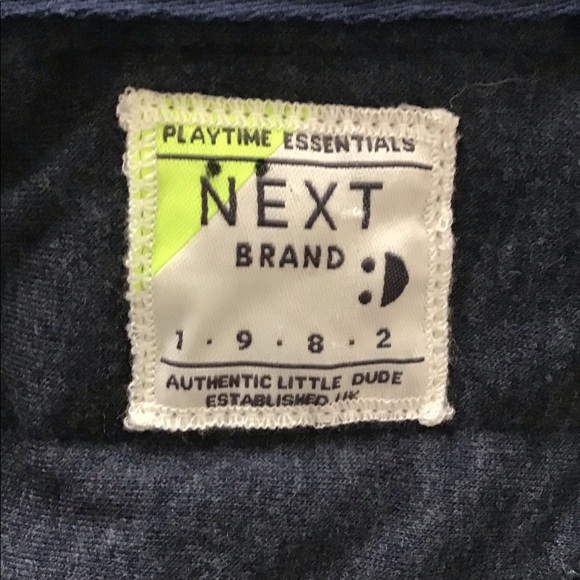 PLAYTIME ESSENTIALS
NEXT
BRAND
:D
1 · 9 · 8 · 2
AUTHENTIC LITTLE DUDE
ESTABLISHED UK